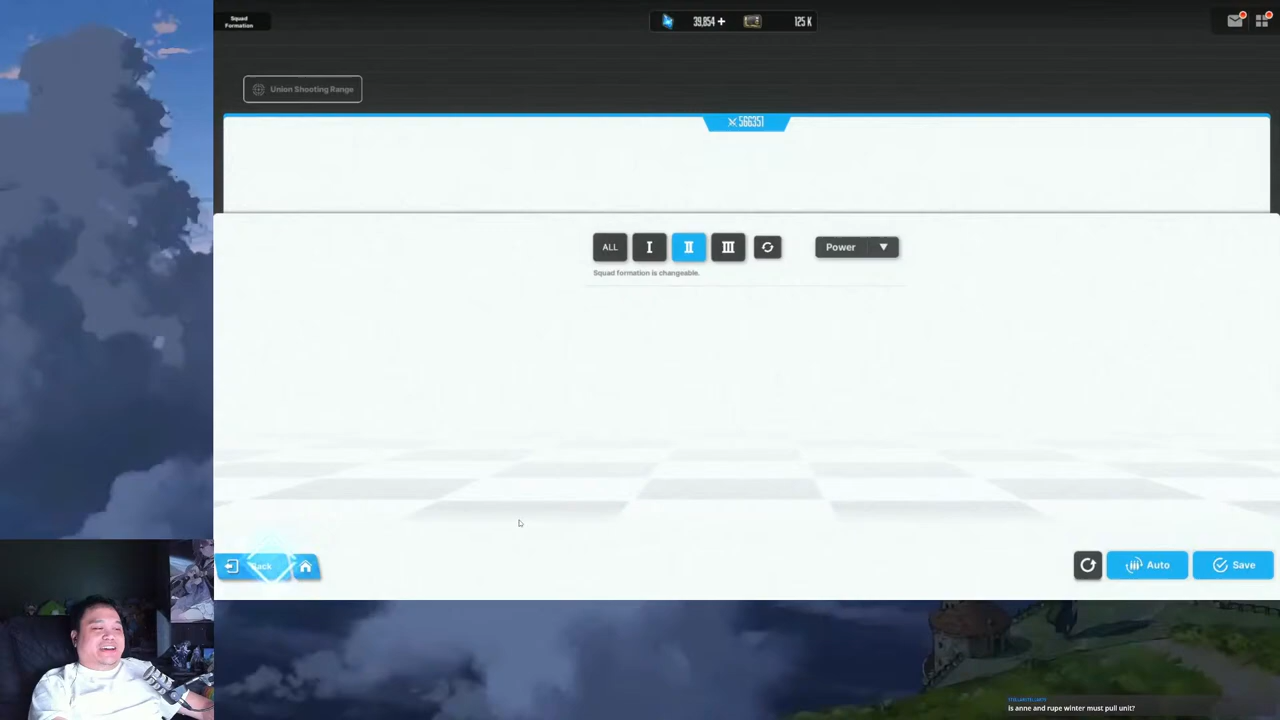 Squad
Formation
39,854 +
125 K
Union Shooting Range
566351
ALL
I
II
III
Power
Squad formation is changeable.
Back
Auto
Save
is anne and rupe winter must pull unit?